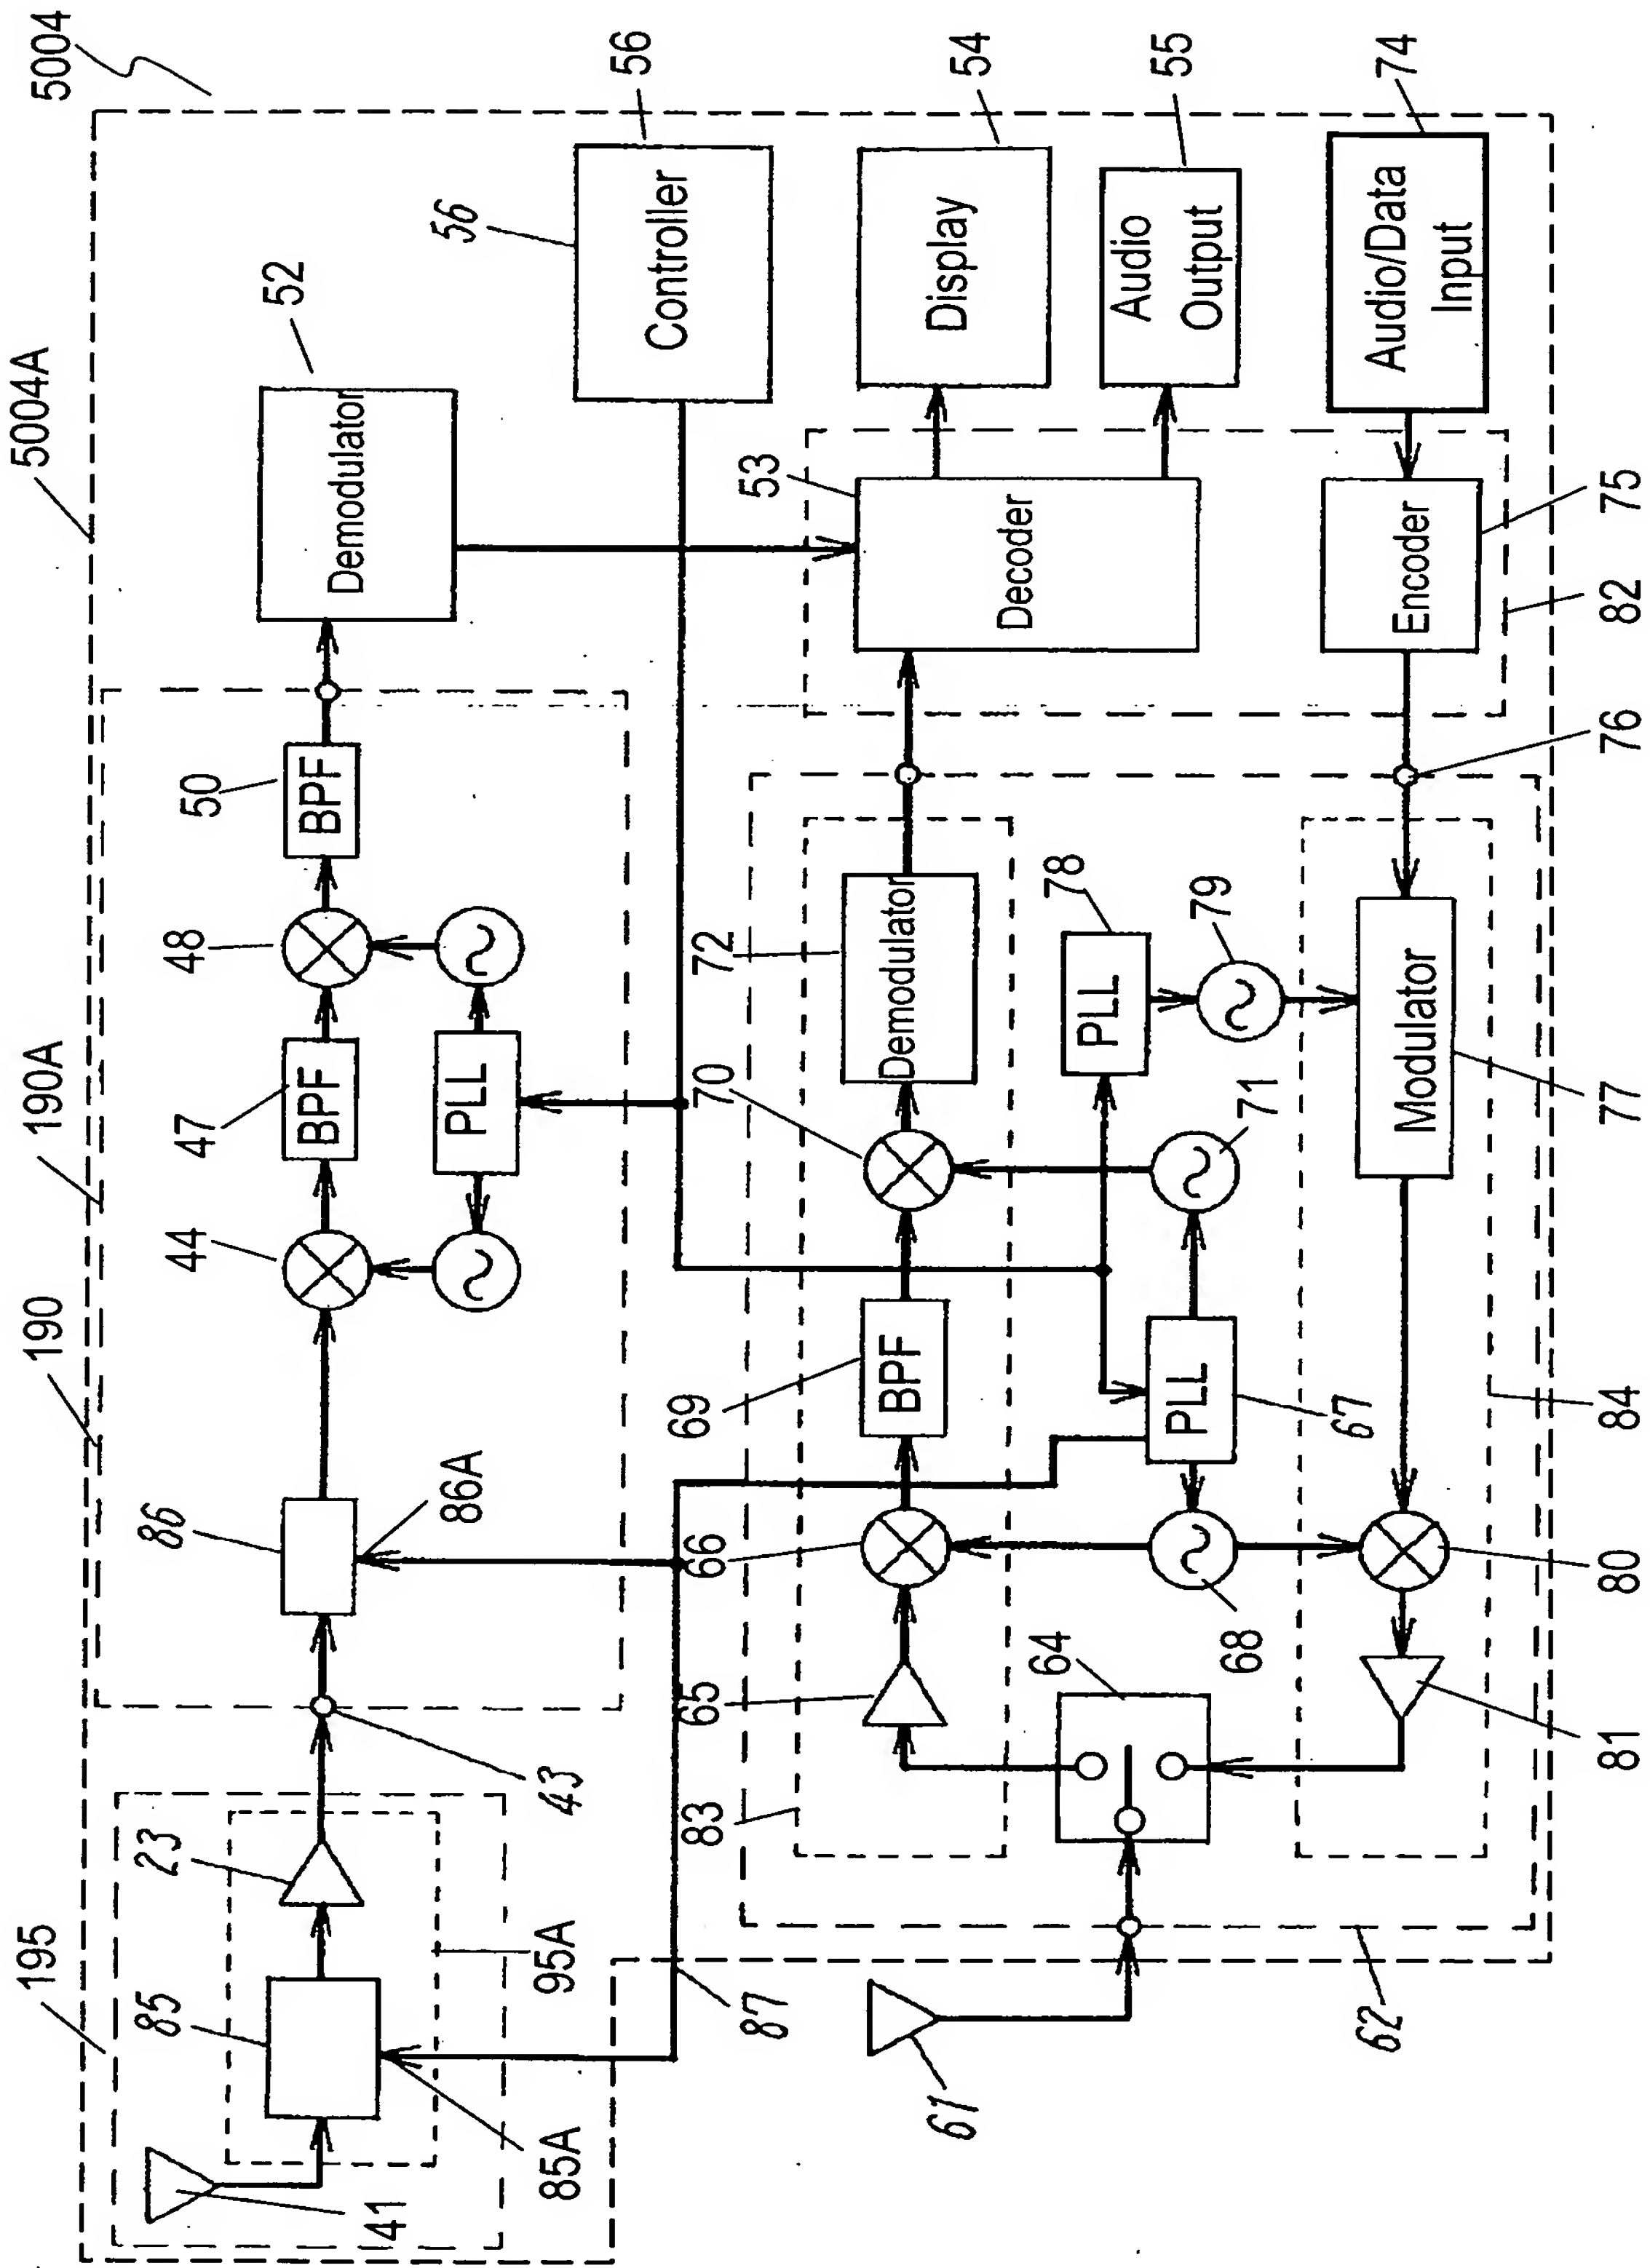 5004
5004A
190A
190
195
52
56
56
Controller
Demodulator
50
BPF
48
47
BPF
44
PLL
86
86A
43
23
85
95A
85A
41
87
54
Display
55
Audio
Output
74
Audio/Data
Input
53
Decoder
75
Encoder
82
76
72
Demodulator
78
PLL
79
70
71
Modulator
77
69
BPF
PLL
67
84
66
68
80
65
64
81
83
61
62